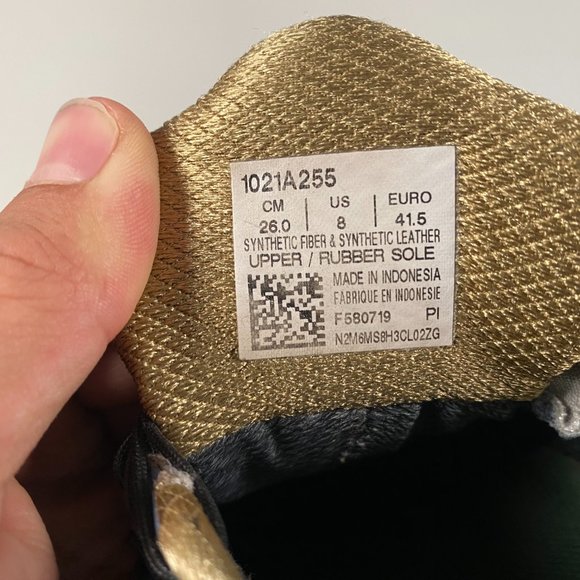 1021A255
CM US EURO
26.0 8 41.5
SYNTHETIC FIBER & SYNTHETIC LEATHER
UPPER / RUBBER SOLE
MADE IN INDONESIA
FABRIQUE EN INDONESIE
F580719 PI
N2M6MS8H3CL02ZG